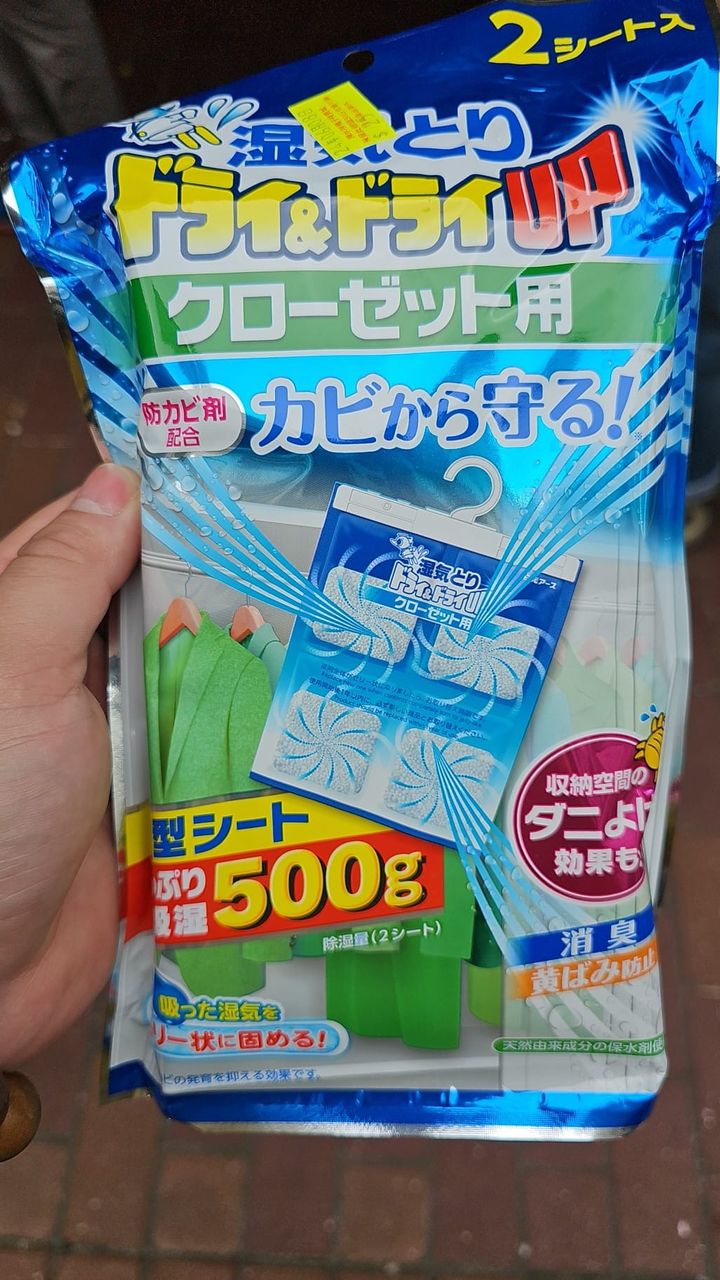 2シート入
湿気とり
ドライ&ドライUP
クローゼット用
防カビ剤
配合
カビから守る!
※
湿気とり
ドライ&ドライUP
クローゼット用
アース
収納空間の
ダニよけ
効果も
型シート
ぷり
吸湿
500g
除湿量(2シート)
消臭
黄ばみ防止
吸った湿気を
リー状に固める!
天然由来成分の保水剤使
ビの発育を抑える効果です。